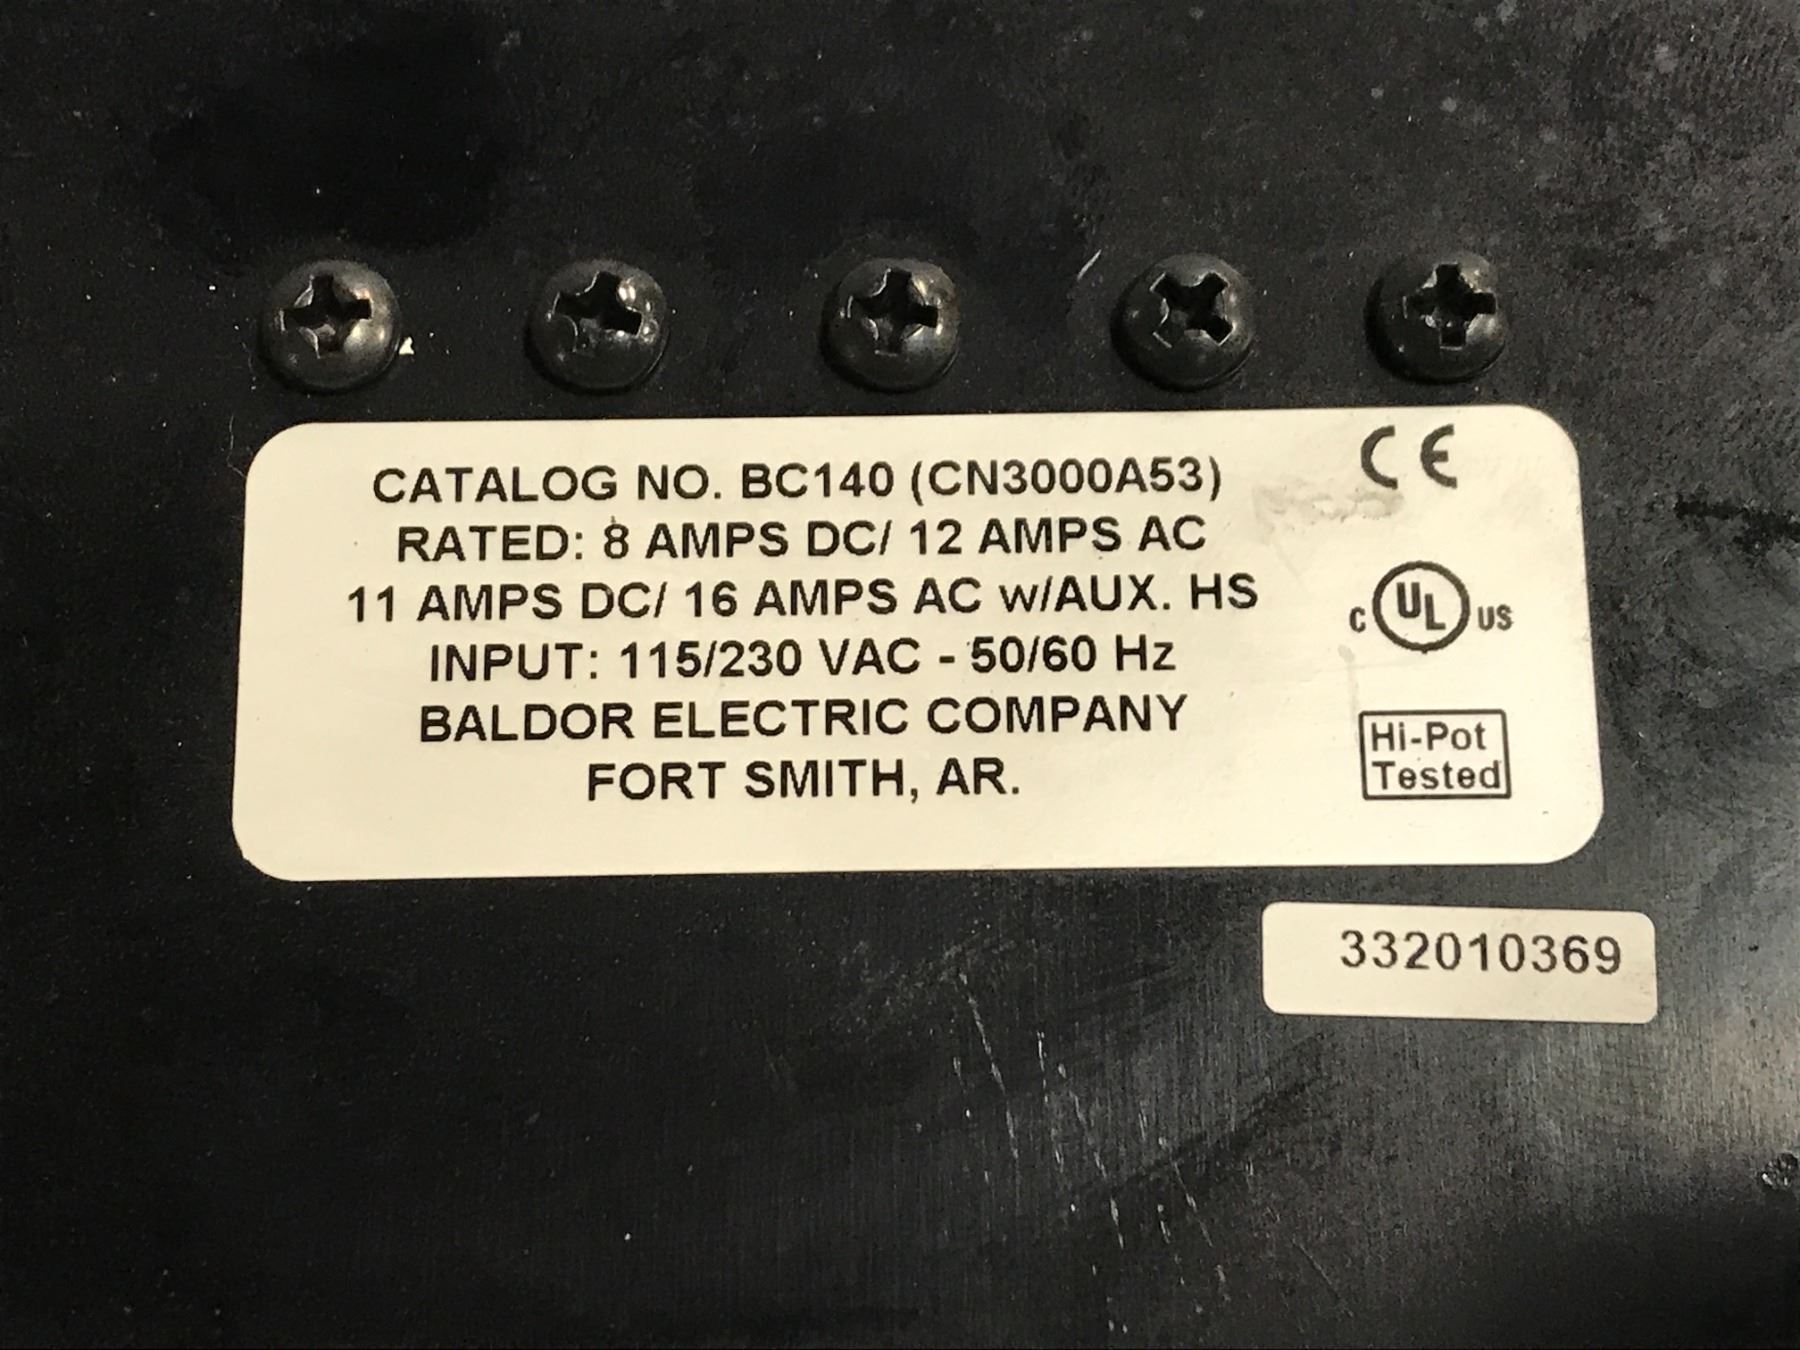 CATALOG NO. BC140 (CN3000A53)
RATED: 8 AMPS DC/ 12 AMPS AC
11 AMPS DC/ 16 AMPS AC w/AUX. HS
INPUT: 115/230 VAC - 50/60 Hz
BALDOR ELECTRIC COMPANY
FORT SMITH, AR.
CE
C UL US
Hi-Pot
Tested
332010369